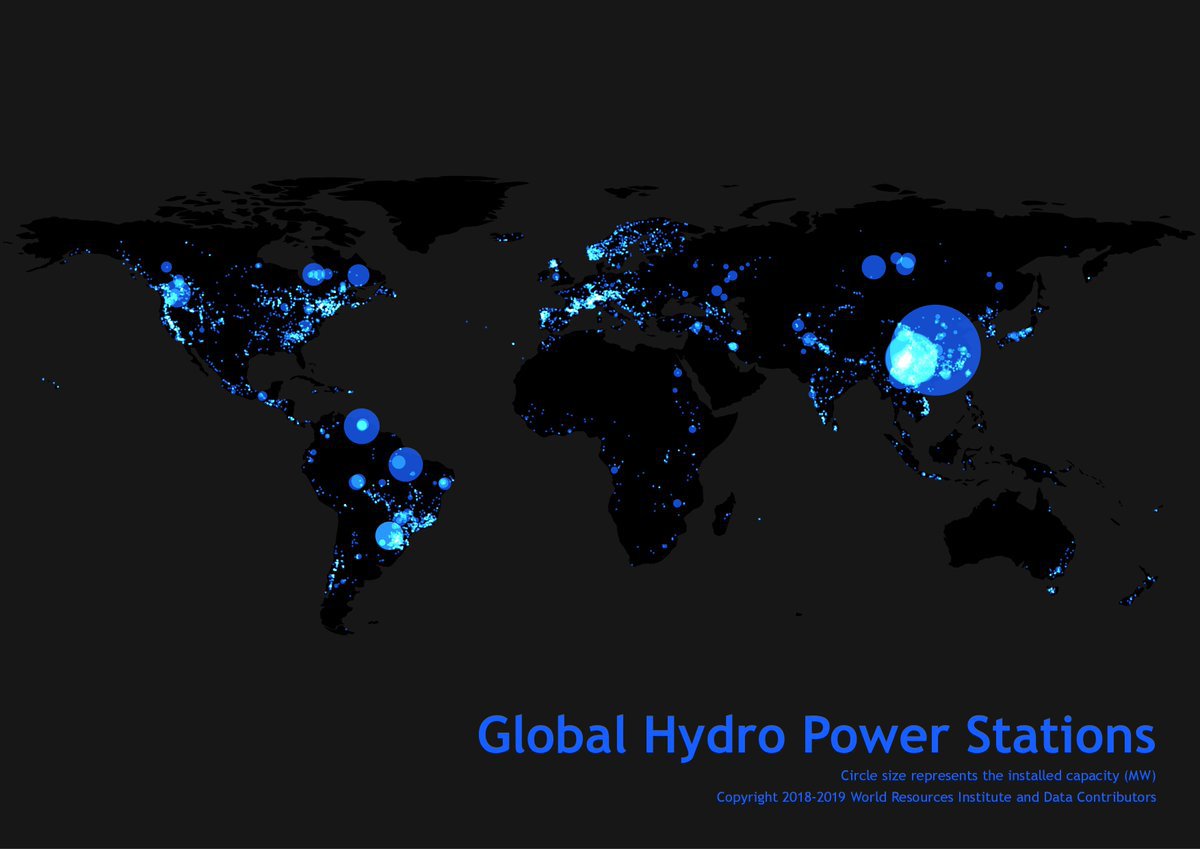 Global Hydro Power Stations
Circle size represents the installed capacity (MW)
Copyright 2018-2019 World Resources Institute and Data Contributors